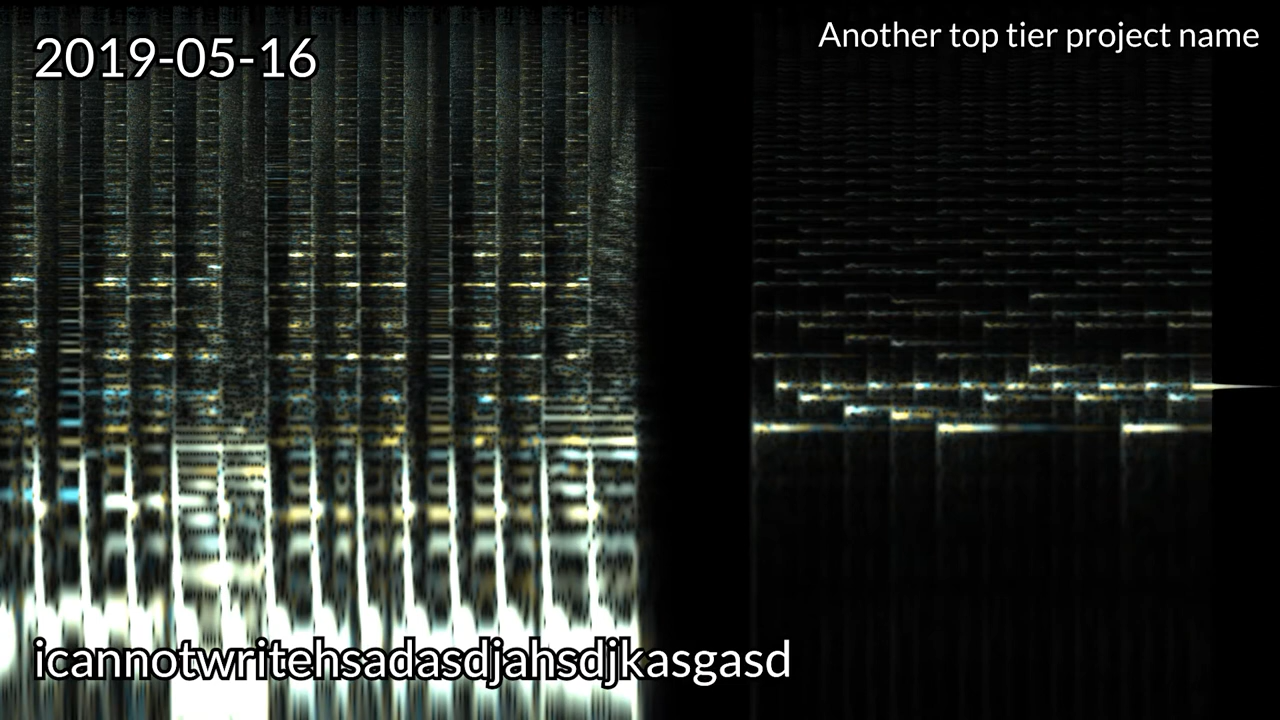 2019-05-16
Another top tier project name
icannotwritehsadasdjahsdjkasgasd